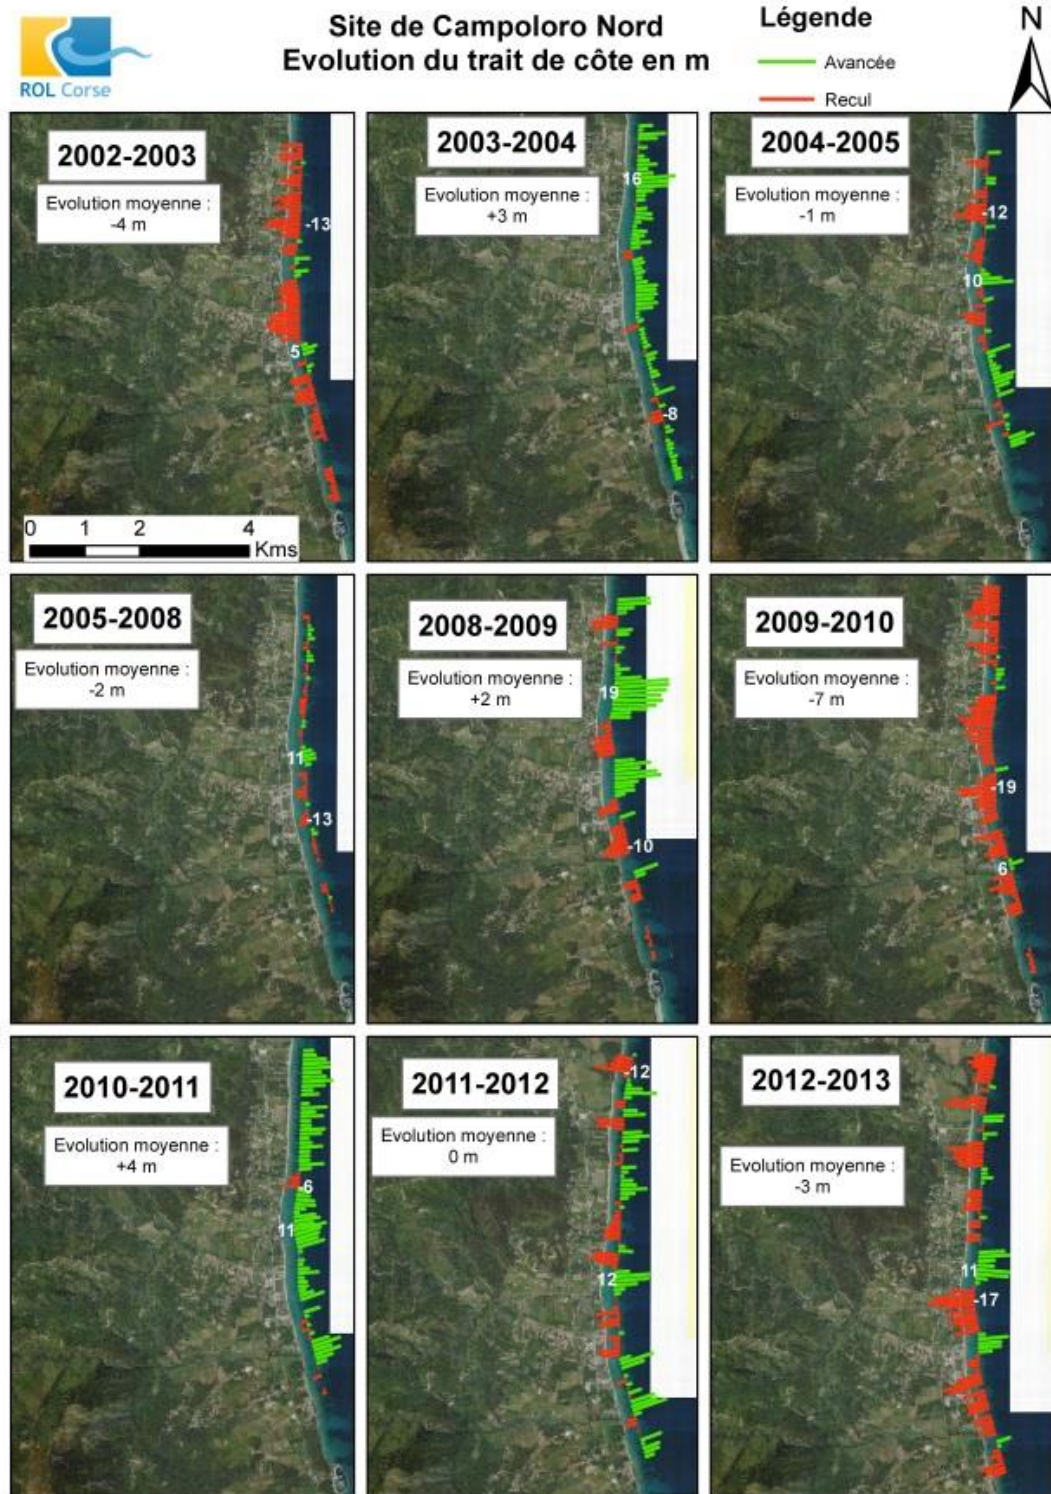 Site de Campoloro Nord
Evolution du trait de côte en m
Légende
Avancée
Recul
N
ROL Corse
2002-2003
Evolution moyenne :
-4 m
-13
5
0 1 2 4
Kms
2003-2004
Evolution moyenne :
+3 m
16
-8
2004-2005
Evolution moyenne :
-1 m
-12
10
2005-2008
Evolution moyenne :
-2 m
11
-13
2008-2009
Evolution moyenne :
+2 m
19
-10
2009-2010
Evolution moyenne :
-7 m
-19
6
2010-2011
Evolution moyenne :
+4 m
-6
11
2011-2012
Evolution moyenne :
0 m
-12
12
2012-2013
Evolution moyenne :
-3 m
11
-17